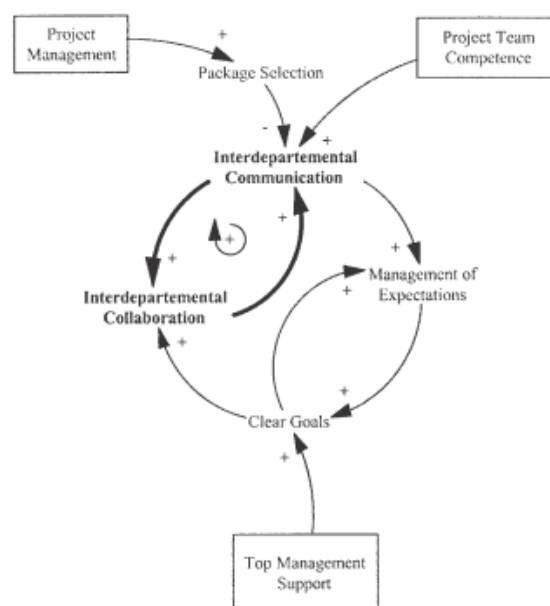 Project
Management
+
Project Team
Competence
Package Selection
-
+
Interdepartemental
Communication
+
+
+
+
Management of
Expectations
+
Interdepartemental
Collaboration
+
+
Clear Goals
+
Top Management
Support